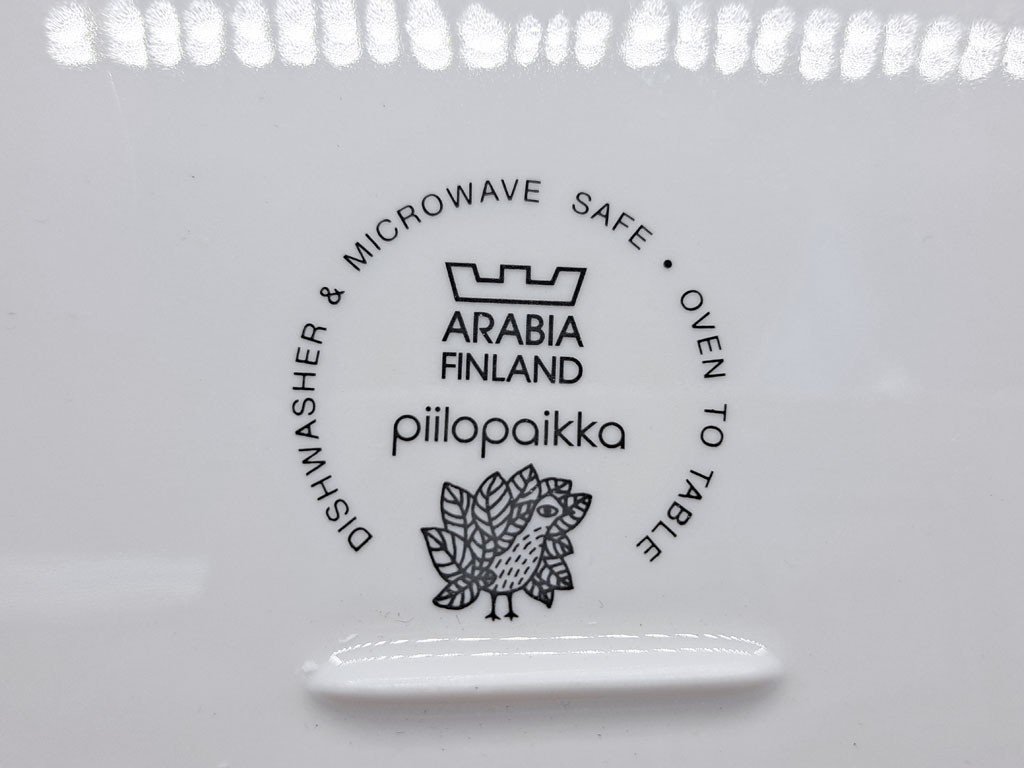 DISHWASHER & MICROWAVE SAFE • OVEN TO TABLE
ARABIA
FINLAND
piilopaikka